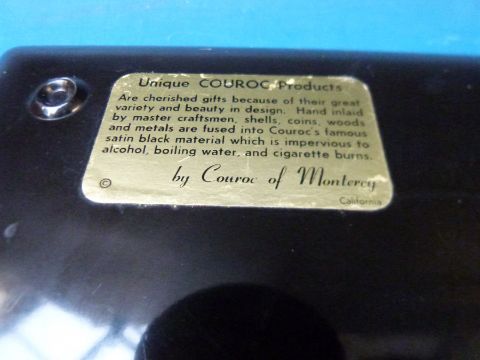 Unique COUROC Products
Are cherished gifts because of their great
variety and beauty in design. Hand inlaid
by master craftsmen, shells, coins, woods
and metals are fused into Couroc's famous
satin black material which is impervious to
alcohol, boiling water, and cigarette burns.
by Couroc of Monterey
©
California